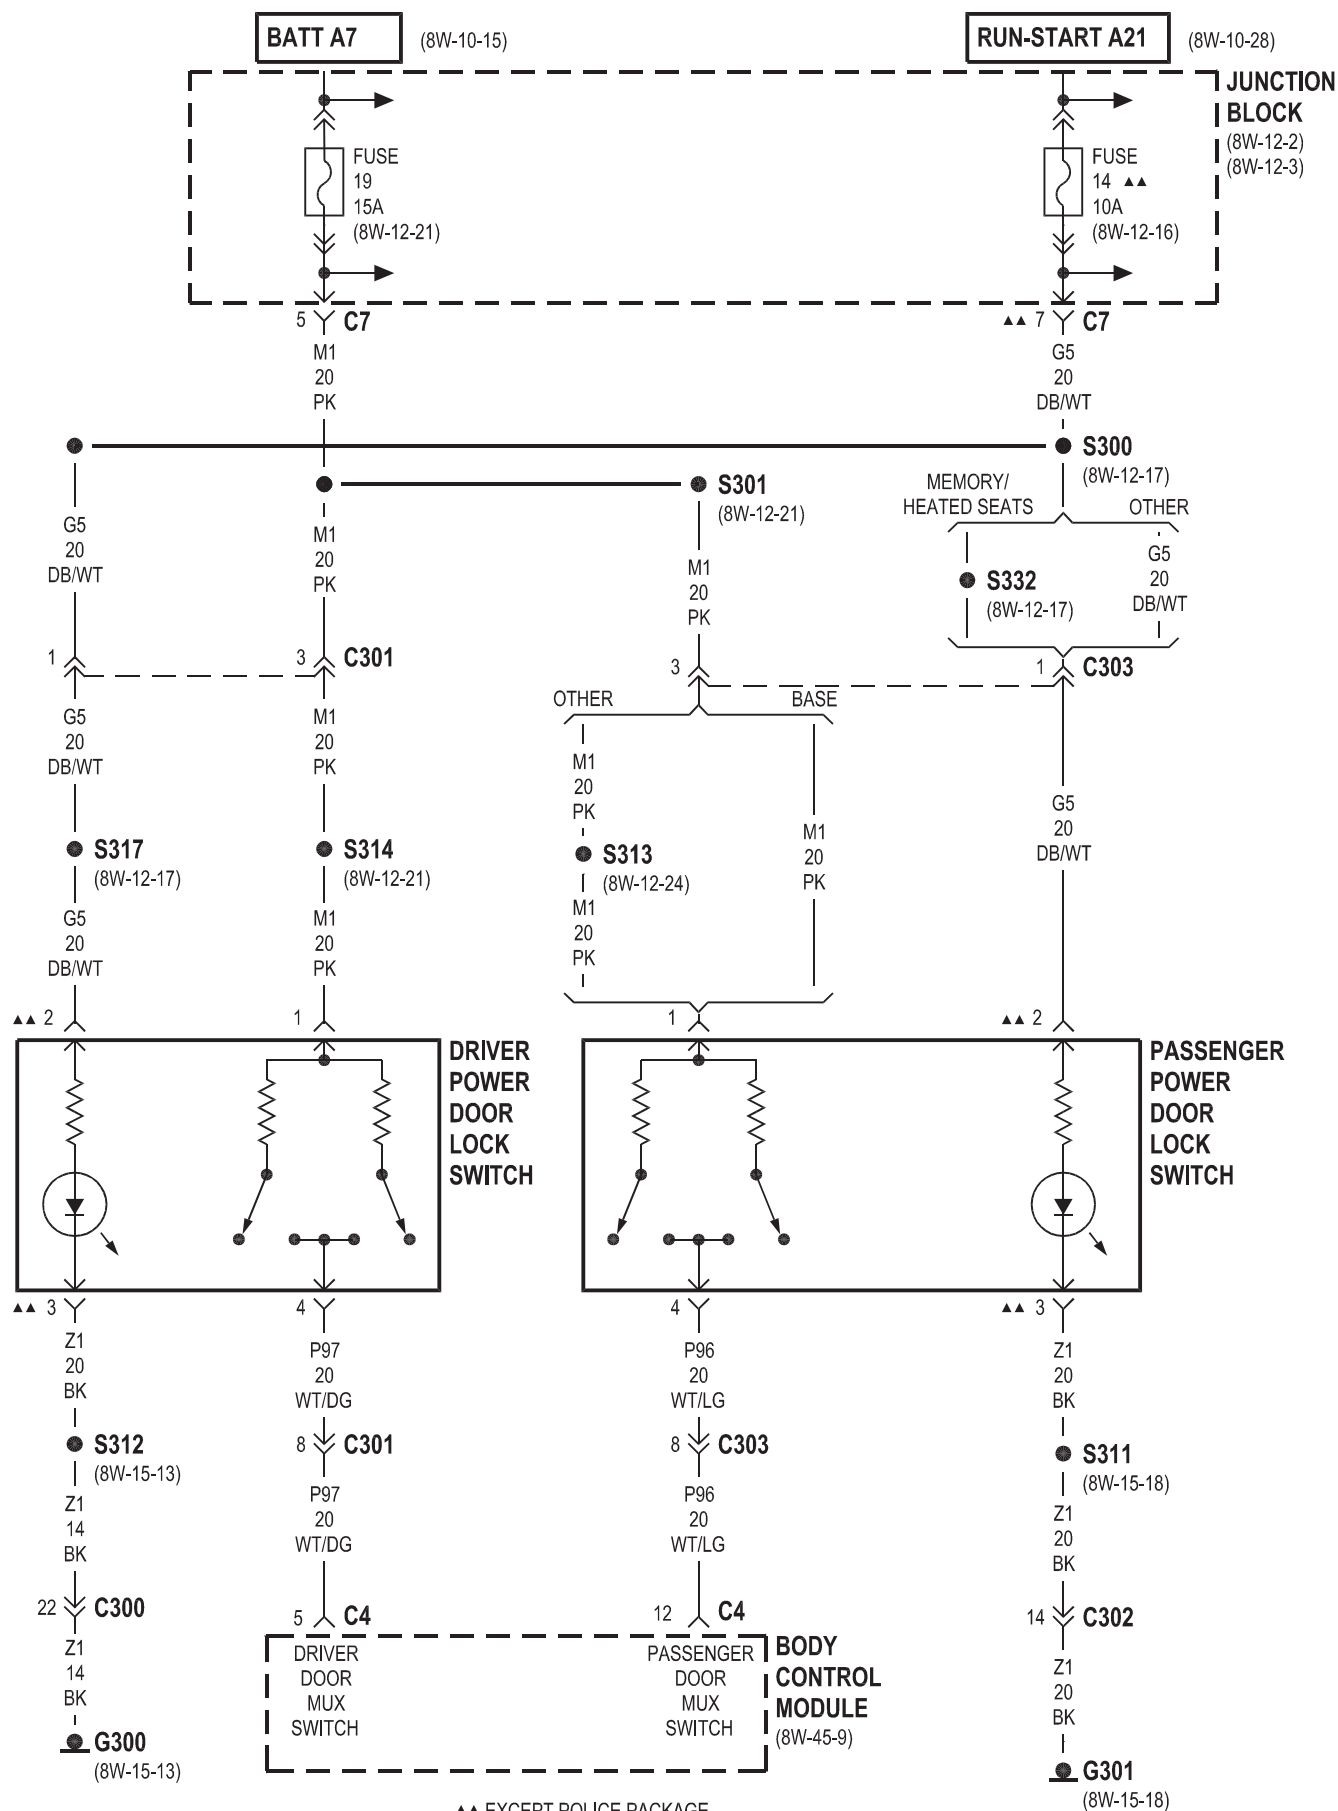 BATT A7 (8W-10-15)
RUN-START A21 (8W-10-28)
JUNCTION
BLOCK
(8W-12-2)
(8W-12-3)
FUSE
19
15A
(8W-12-21)
FUSE
14 ▲▲
10A
(8W-12-16)
5 C7
▲▲ 7 C7
M1
20
PK
G5
20
DB/WT
S300
(8W-12-17)
S301
(8W-12-21)
MEMORY/
HEATED SEATS
OTHER
G5
20
DB/WT
M1
20
PK
M1
20
PK
S332
(8W-12-17)
G5
20
DB/WT
1
3 C301
3
1 C303
G5
20
DB/WT
M1
20
PK
OTHER
BASE
M1
20
PK
M1
20
PK
G5
20
DB/WT
S317
(8W-12-17)
S314
(8W-12-21)
S313
(8W-12-24)
G5
20
DB/WT
M1
20
PK
M1
20
PK
▲▲ 2
1
1
▲▲ 2
DRIVER
POWER
DOOR
LOCK
SWITCH
PASSENGER
POWER
DOOR
LOCK
SWITCH
▲▲ 3
4
4
▲▲ 3
Z1
20
BK
P97
20
WT/DG
P96
20
WT/LG
Z1
20
BK
S312
(8W-15-13)
8 C301
8 C303
S311
(8W-15-18)
Z1
14
BK
P97
20
WT/DG
P96
20
WT/LG
Z1
20
BK
22 C300
5 C4
12 C4
14 C302
Z1
14
BK
DRIVER
DOOR
MUX
SWITCH
PASSENGER
DOOR
MUX
SWITCH
BODY
CONTROL
MODULE
(8W-45-9)
Z1
20
BK
G300
(8W-15-13)
G301
(8W-15-18)
▲▲ EXCEPT POLICE PACKAGE